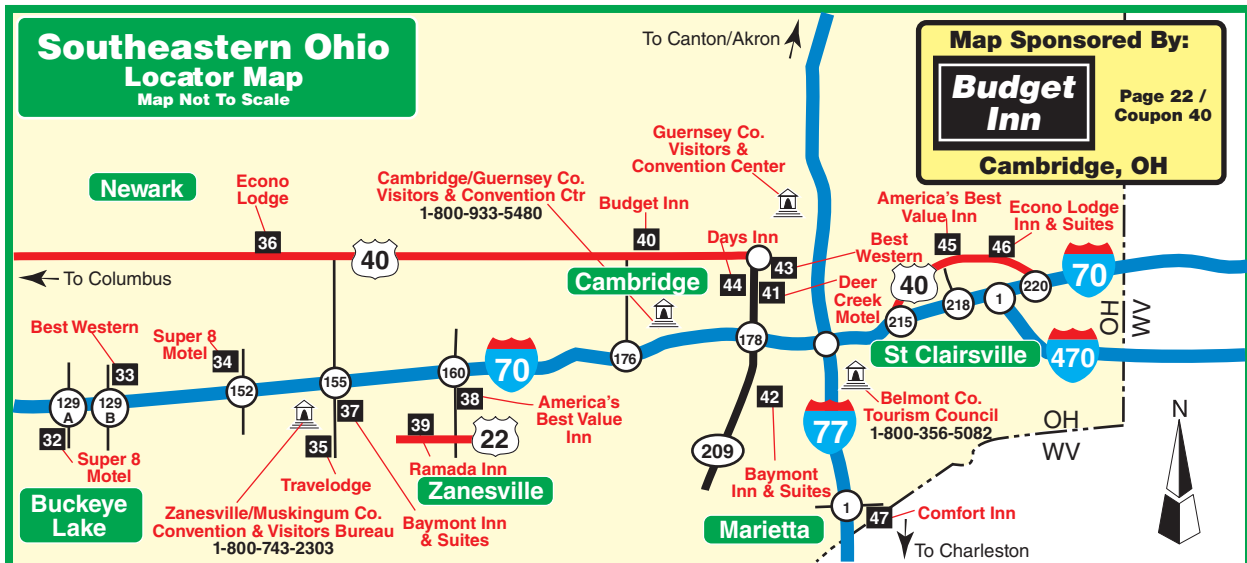 Southeastern Ohio
Locator Map
Map Not To Scale
To Canton/Akron
Map Sponsored By:
Budget
Inn
Page 22 /
Coupon 40
Cambridge, OH
Guernsey Co.
Visitors &
Convention Center
Newark
Econo
Lodge
36
Cambridge/Guernsey Co.
Visitors & Convention Ctr
1-800-933-5480
Budget Inn
40
Days Inn
44
43
Best
Western
41
Deer
Creek
Motel
America's Best
Value Inn
45
Econo Lodge
Inn & Suites
46
40
To Columbus
Cambridge
40
70
215
218
1
220
OH
WV
St Clairsville
470
Best Western
33
Super 8
Motel
34
129
A
129
B
152
155
160
70
176
178
32
Super 8
Motel
Buckeye
Lake
37
35
Travelodge
38
America's
Best Value
Inn
39
22
Ramada Inn
Zanesville
Zanesville/Muskingum Co.
Convention & Visitors Bureau
1-800-743-2303
Baymont Inn
& Suites
209
42
Baymont
Inn & Suites
77
Belmont Co.
Tourism Council
1-800-356-5082
OH
WV
N
Marietta
1
47
Comfort Inn
To Charleston